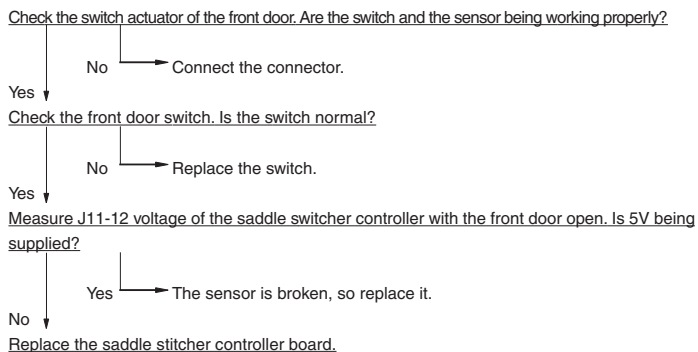 Check the switch actuator of the front door. Are the switch and the sensor being working properly?
No Connect the connector.
Yes
Check the front door switch. Is the switch normal?
No Replace the switch.
Yes
Measure J11-12 voltage of the saddle switcher controller with the front door open. Is 5V being
supplied?
Yes The sensor is broken, so replace it.
No
Replace the saddle stitcher controller board.